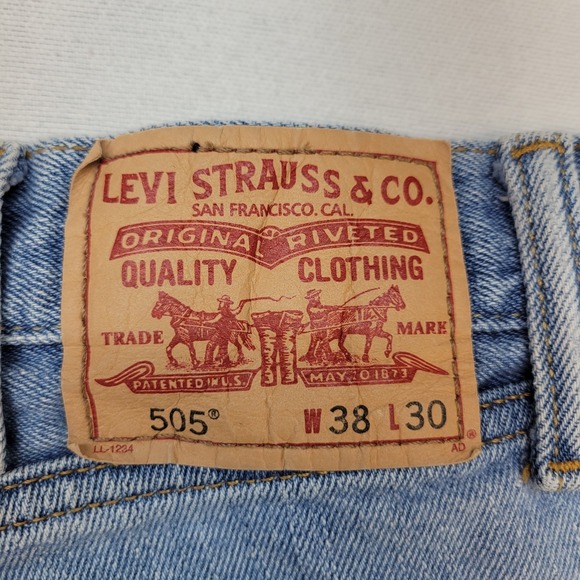 LEVI STRAUSS & CO.
SAN FRANCISCO. CAL.
ORIGINAL RIVETED
QUALITY CLOTHING
TRADE MARK
PATENTED IN U.S. MAY 20 1873
505® W 38 L 30
LL-1234 AD ®